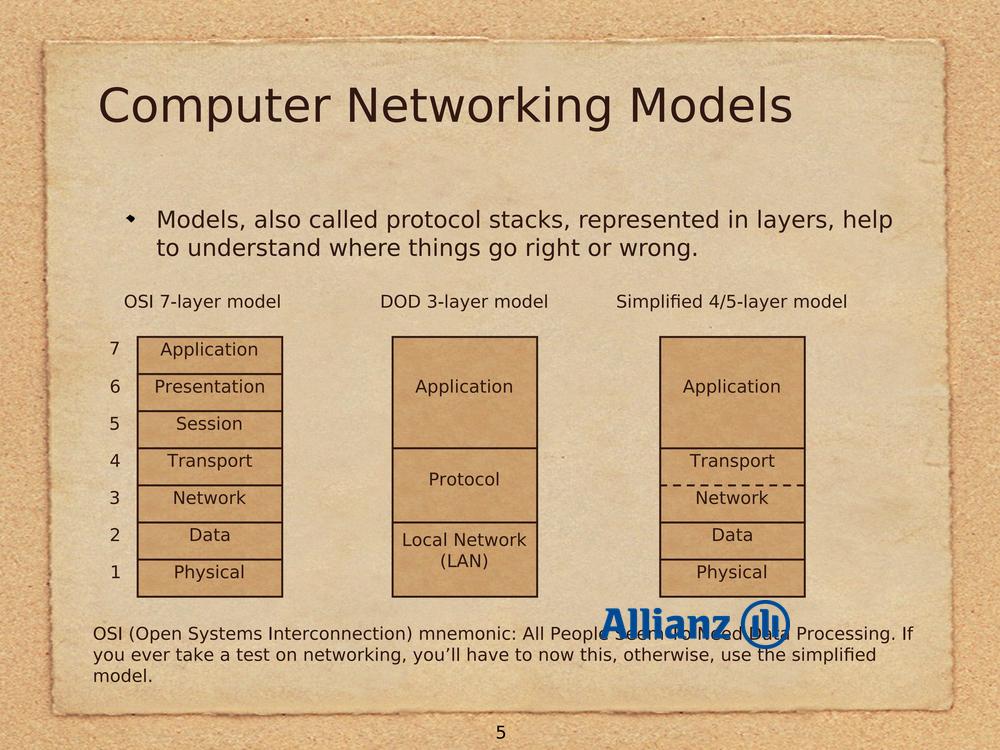 Computer Networking Models
Models, also called protocol stacks, represented in layers, help
to understand where things go right or wrong.
OSI 7-layer model
DOD 3-layer model
Simplified 4/5-layer model
7 Application
6 Presentation
5 Session
4 Transport
3 Network
2 Data
1 Physical
Application
Protocol
Local Network
(LAN)
Application
Transport
Network
Data
Physical
Allianz
OSI (Open Systems Interconnection) mnemonic: All People Seem To Need Data Processing. If
you ever take a test on networking, you’ll have to now this, otherwise, use the simplified
model.
5